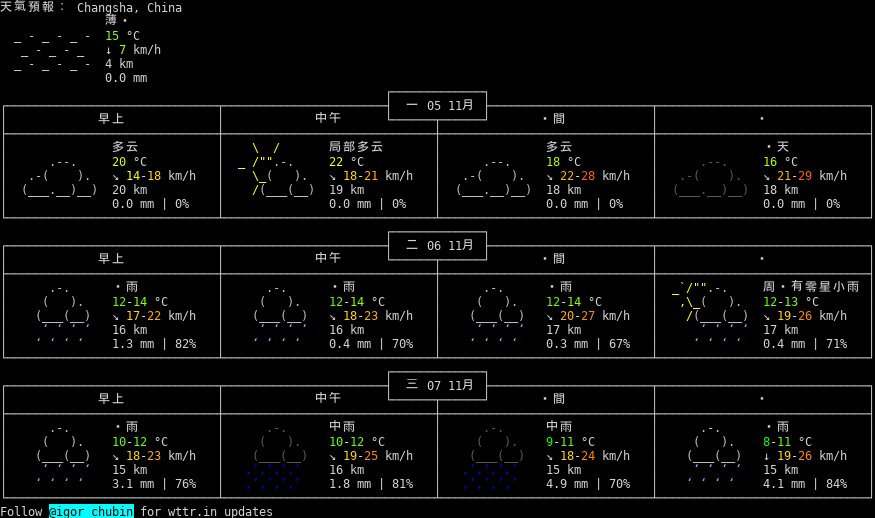 天氣預報： Changsha, China
薄・
15 °C
↓ 7 km/h
4 km
0.0 mm
一 05 11月
早上 中午 ・間 ・
多云 局部多云 多云 ・天
20 °C 22 °C 18 °C 16 °C
↘ 14-18 km/h ↘ 18-21 km/h ↘ 22-28 km/h ↘ 21-29 km/h
20 km 19 km 18 km 18 km
0.0 mm | 0% 0.0 mm | 0% 0.0 mm | 0% 0.0 mm | 0%
二 06 11月
早上 中午 ・間 ・
・雨 ・雨 ・雨 周・有零星小雨
12-14 °C 12-14 °C 12-14 °C 12-13 °C
↘ 17-22 km/h ↘ 18-23 km/h ↘ 20-27 km/h ↘ 19-26 km/h
16 km 16 km 17 km 17 km
1.3 mm | 82% 0.4 mm | 70% 0.3 mm | 67% 0.4 mm | 71%
三 07 11月
早上 中午 ・間 ・
・雨 中雨 中雨 ・雨
10-12 °C 10-12 °C 9-11 °C 8-11 °C
↘ 18-23 km/h ↘ 19-25 km/h ↘ 18-24 km/h ↓ 19-26 km/h
15 km 16 km 15 km 15 km
3.1 mm | 76% 1.8 mm | 81% 4.9 mm | 70% 4.1 mm | 84%
Follow @igor_chubin for wttr.in updates